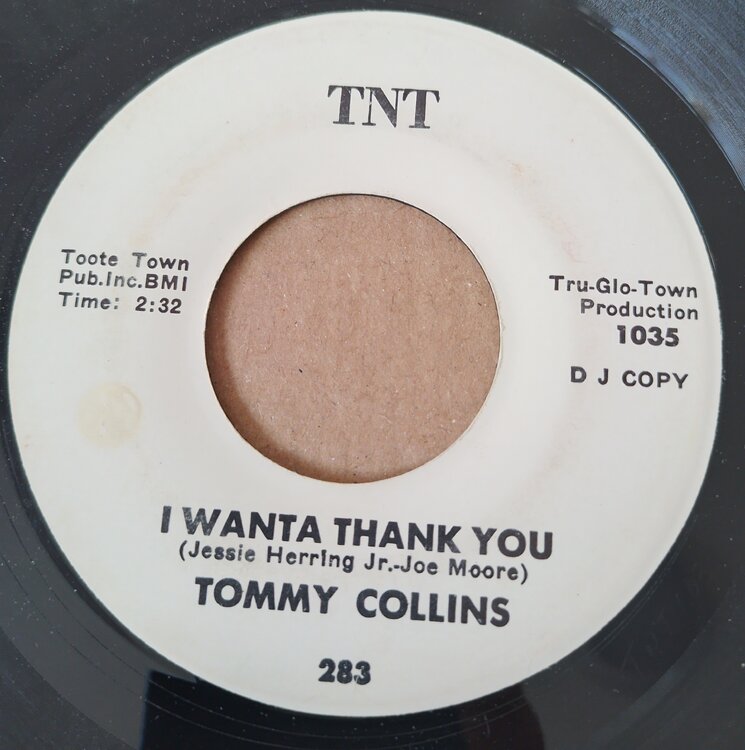 TNT
Toote Town
Pub.Inc.BMI
Time: 2:32
Tru-Glo-Town
Production
1035
D J COPY
I WANTA THANK YOU
(Jessie Herring Jr.-Joe Moore)
TOMMY COLLINS
283